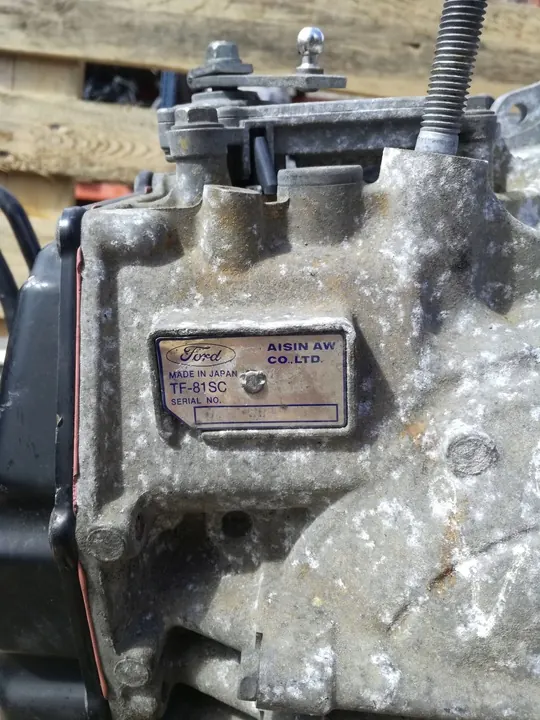 Ford
AISIN AW
CO.,LTD.
MADE IN JAPAN
TF-81SC
SERIAL NO.